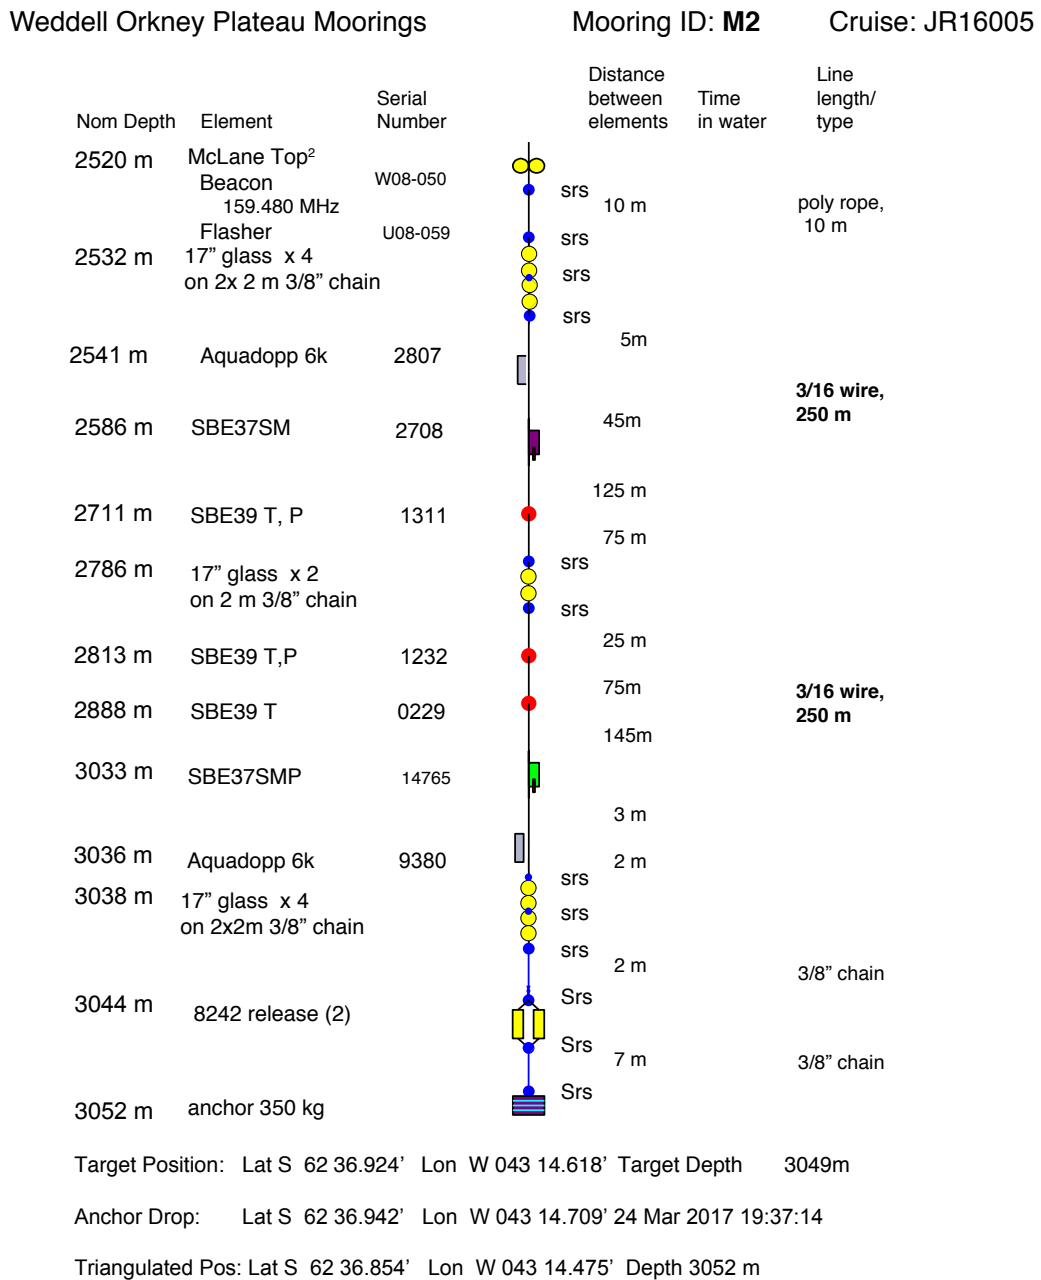 Weddell Orkney Plateau Moorings Mooring ID: M2 Cruise: JR16005
Nom Depth Element Serial Number Distance between elements Time in water Line length/ type
2520 m McLane Top²
Beacon W08-050 srs
159.480 MHz 10 m poly rope, 10 m
Flasher U08-059 srs
2532 m 17” glass x 4
on 2x 2 m 3/8” chain srs
srs
5m
2541 m Aquadopp 6k 2807
3/16 wire, 250 m
2586 m SBE37SM 2708 45m
125 m
2711 m SBE39 T, P 1311
75 m
2786 m 17” glass x 2 srs
on 2 m 3/8” chain srs
25 m
2813 m SBE39 T,P 1232
75m 3/16 wire, 250 m
2888 m SBE39 T 0229
145m
3033 m SBE37SMP 14765
3 m
3036 m Aquadopp 6k 9380 2 m
srs
3038 m 17” glass x 4 srs
on 2x2m 3/8” chain
srs
2 m 3/8” chain
3044 m 8242 release (2) Srs
Srs
7 m 3/8” chain
Srs
3052 m anchor 350 kg
Target Position: Lat S 62 36.924’ Lon W 043 14.618’ Target Depth 3049m
Anchor Drop: Lat S 62 36.942’ Lon W 043 14.709’ 24 Mar 2017 19:37:14
Triangulated Pos: Lat S 62 36.854’ Lon W 043 14.475’ Depth 3052 m